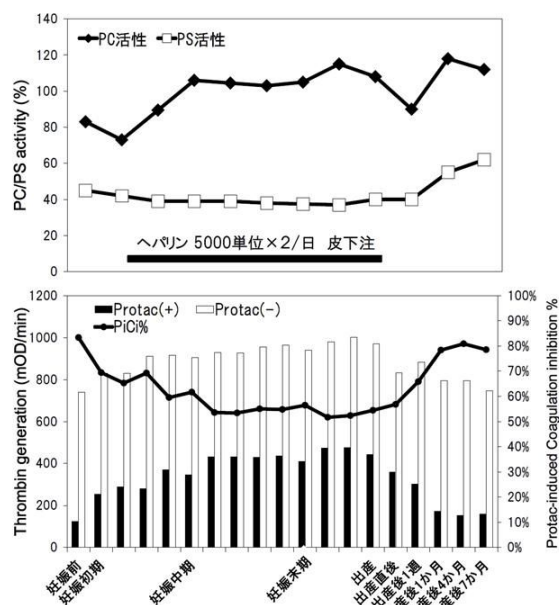 PC活性 PS活性
PC/PS activity (%)
140
120
100
80
60
40
20
0
ヘパリン 5000単位×2/日 皮下注
Protac(+) Protac(-)
PiCi%
Thrombin generation (mOD/min)
1200
1000
800
600
400
200
0
100%
90%
80%
70%
60%
50%
40%
30%
20%
10%
0%
Protac-induced Coagulation inhibition %
妊娠前
妊娠初期
妊娠中期
妊娠末期
出産
出産直後
出産後1週
産後1か月
産後4か月
産後7か月